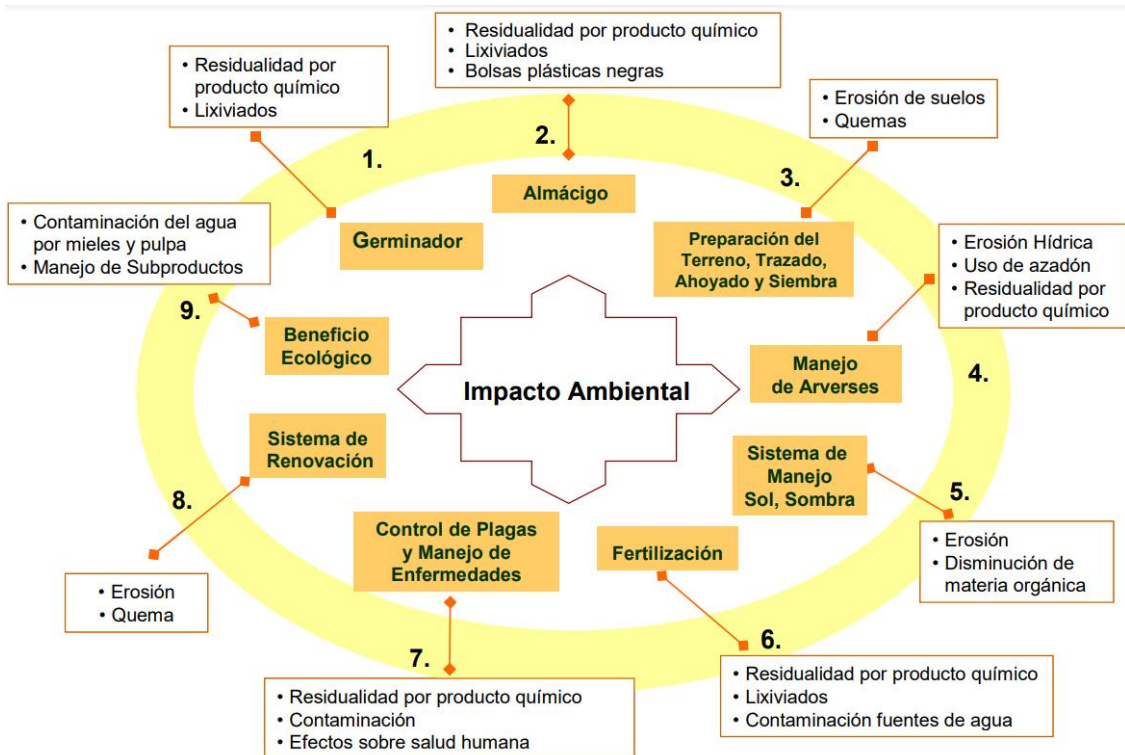 • Residualidad por
producto químico
• Lixiviados
1.
Germinador
• Residualidad por producto químico
• Lixiviados
• Bolsas plásticas negras
2.
Almácigo
• Erosión de suelos
• Quemas
3.
Preparación del
Terreno, Trazado,
Ahoyado y Siembra
• Erosión Hídrica
• Uso de azadón
• Residualidad por
producto químico
4.
Manejo
de Arverses
Sistema de
Manejo
Sol, Sombra
5.
• Erosión
• Disminución de
materia orgánica
Fertilización
6.
• Residualidad por producto químico
• Lixiviados
• Contaminación fuentes de agua
Control de Plagas
y Manejo de
Enfermedades
7.
• Residualidad por producto químico
• Contaminación
• Efectos sobre salud humana
Sistema de
Renovación
8.
• Erosión
• Quema
• Contaminación del agua
por mieles y pulpa
• Manejo de Subproductos
9.
Beneficio
Ecológico
Impacto Ambiental